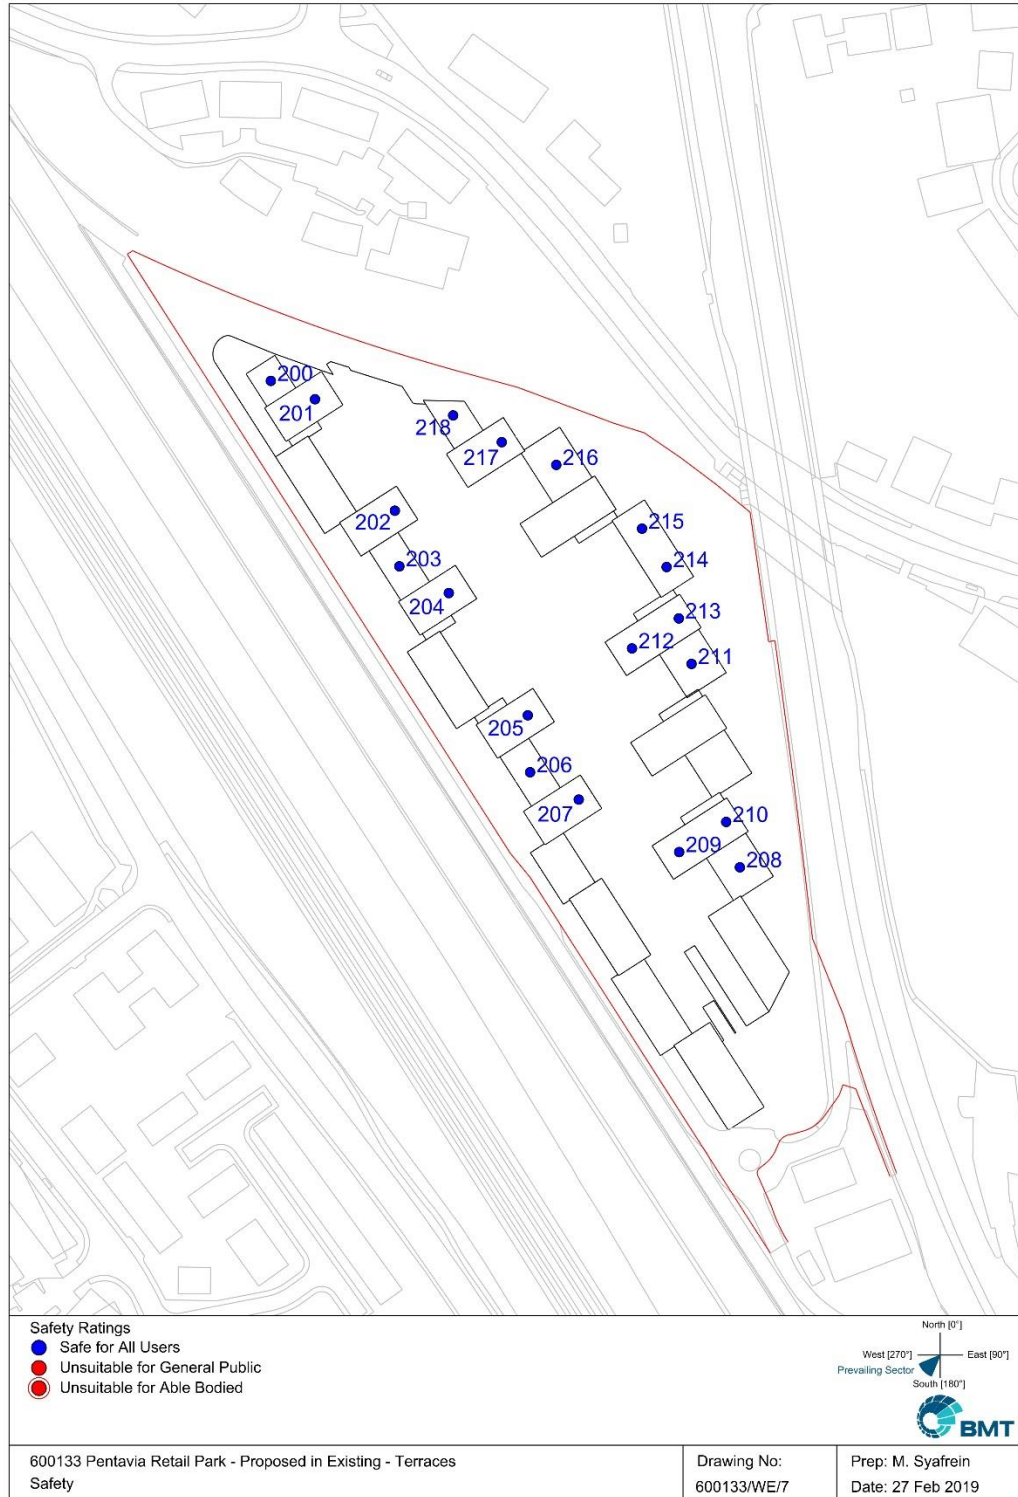 200
201
218
217
216
202
215
203
214
204
213
212
211
205
206
207
210
209
208
Safety Ratings
Safe for All Users
Unsuitable for General Public
Unsuitable for Able Bodied
North [0°]
West [270°] East [90°]
Prevailing Sector
South [180°]
BMT
600133 Pentavia Retail Park - Proposed in Existing - Terraces
Safety
Drawing No:
600133/WE/7
Prep: M. Syafrein
Date: 27 Feb 2019